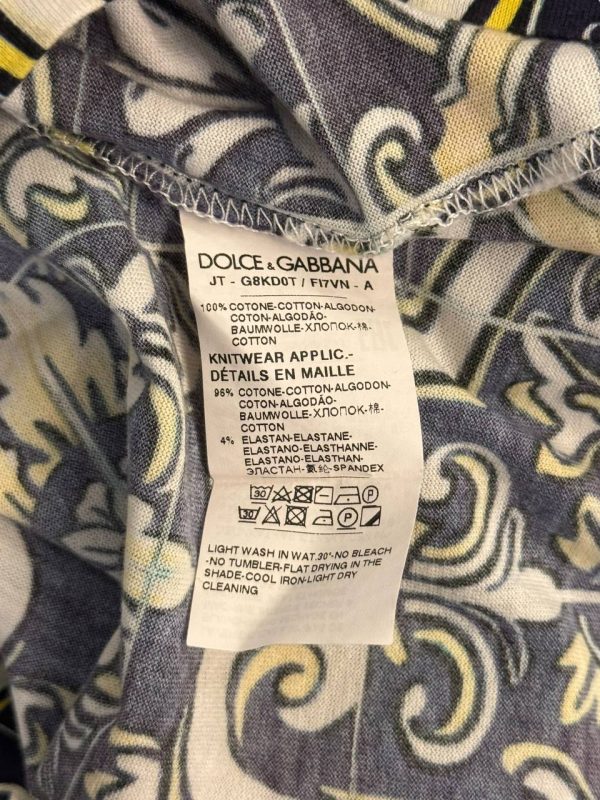 DOLCE & GABBANA
JT - G8KD0T / FI7VN - A
100% COTONE-COTTON-ALGODON-
COTON-ALGODÃO-
BAUMWOLLE-ХЛОПОК-棉-
COTTON
KNITWEAR APPLIC.-
DÉTAILS EN MAILLE
96% COTONE-COTTON-ALGODON-
COTON-ALGODÃO-
BAUMWOLLE-ХЛОПОК-棉-
COTTON
4% ELASTAN-ELASTANE-
ELASTANO-ELASTHANNE-
ELASTANO-ELASTHAN-
ЭЛАСТАН-氨纶-SPANDEX
30 P
30 P
LIGHT WASH IN WAT.30°-NO BLEACH
-NO TUMBLER-FLAT DRYING IN THE
SHADE-COOL IRON-LIGHT DRY
CLEANING